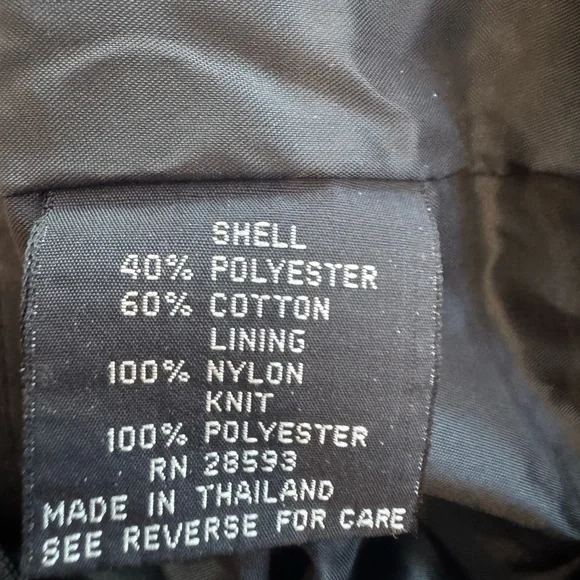 SHELL
40% POLYESTER
60% COTTON
LINING
100% NYLON
KNIT
100% POLYESTER
RN 28593
MADE IN THAILAND
SEE REVERSE FOR CARE